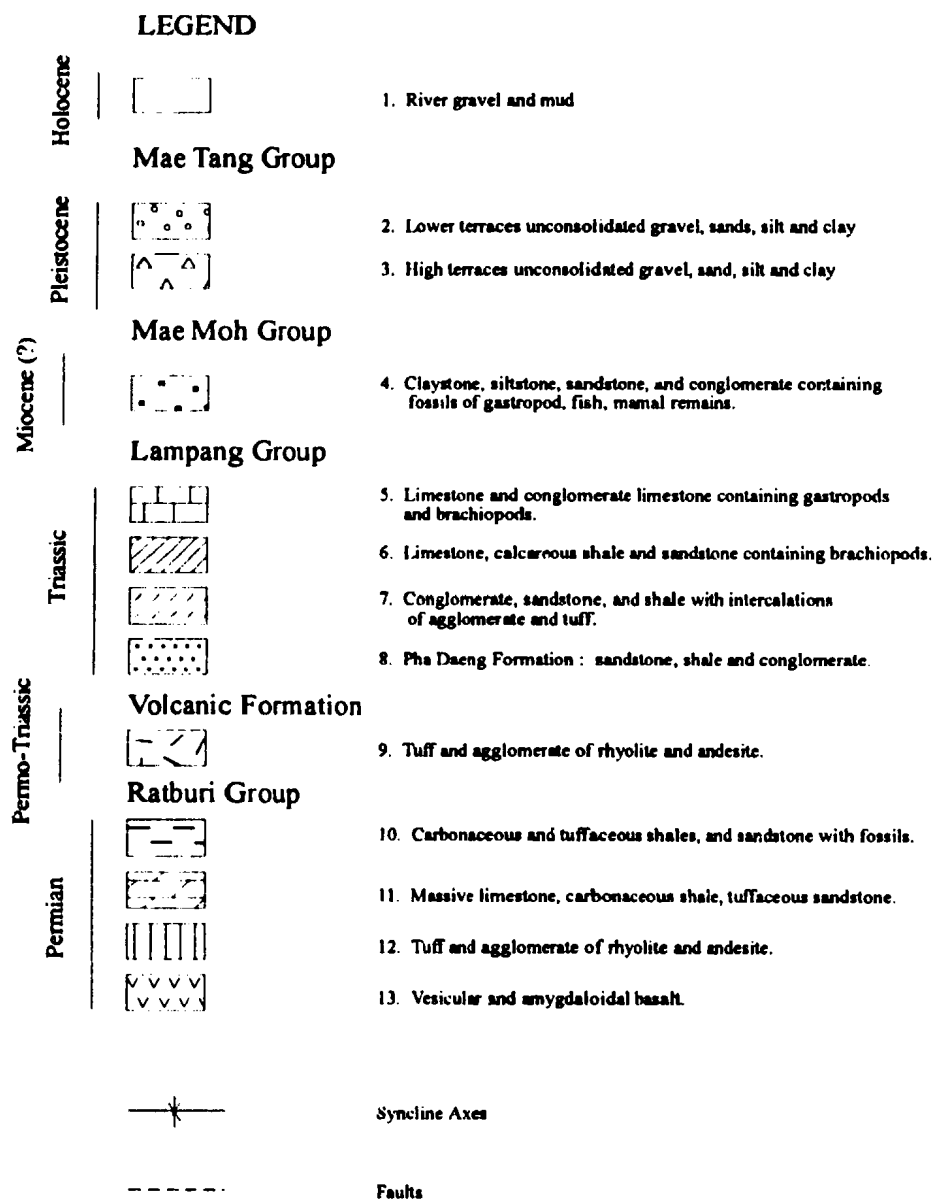 LEGEND
Holocene
1. River gravel and mud
Mae Tang Group
Pleistocene
2. Lower terraces unconsolidated gravel, sands, silt and clay
3. High terraces unconsolidated gravel, sand, silt and clay
Mae Moh Group
Miocene (?)
4. Claystone, siltstone, sandstone, and conglomerate containing
fossils of gastropod, fish, mamal remains.
Lampang Group
Triassic
5. Limestone and conglomerate limestone containing gastropods
and brachiopods.
6. Limestone, calcareous shale and sandstone containing brachiopods.
7. Conglomerate, sandstone, and shale with intercalations
of agglomerate and tuff.
8. Pha Daeng Formation : sandstone, shale and conglomerate.
Volcanic Formation
Permo-Triassic
9. Tuff and agglomerate of rhyolite and andesite.
Ratburi Group
Permian
10. Carbonaceous and tuffaceous shales, and sandstone with fossils.
11. Massive limestone, carbonaceous shale, tuffaceous sandstone.
12. Tuff and agglomerate of rhyolite and andesite.
13. Vesicular and amygdaloidal basalt.
Syncline Axes
Faults